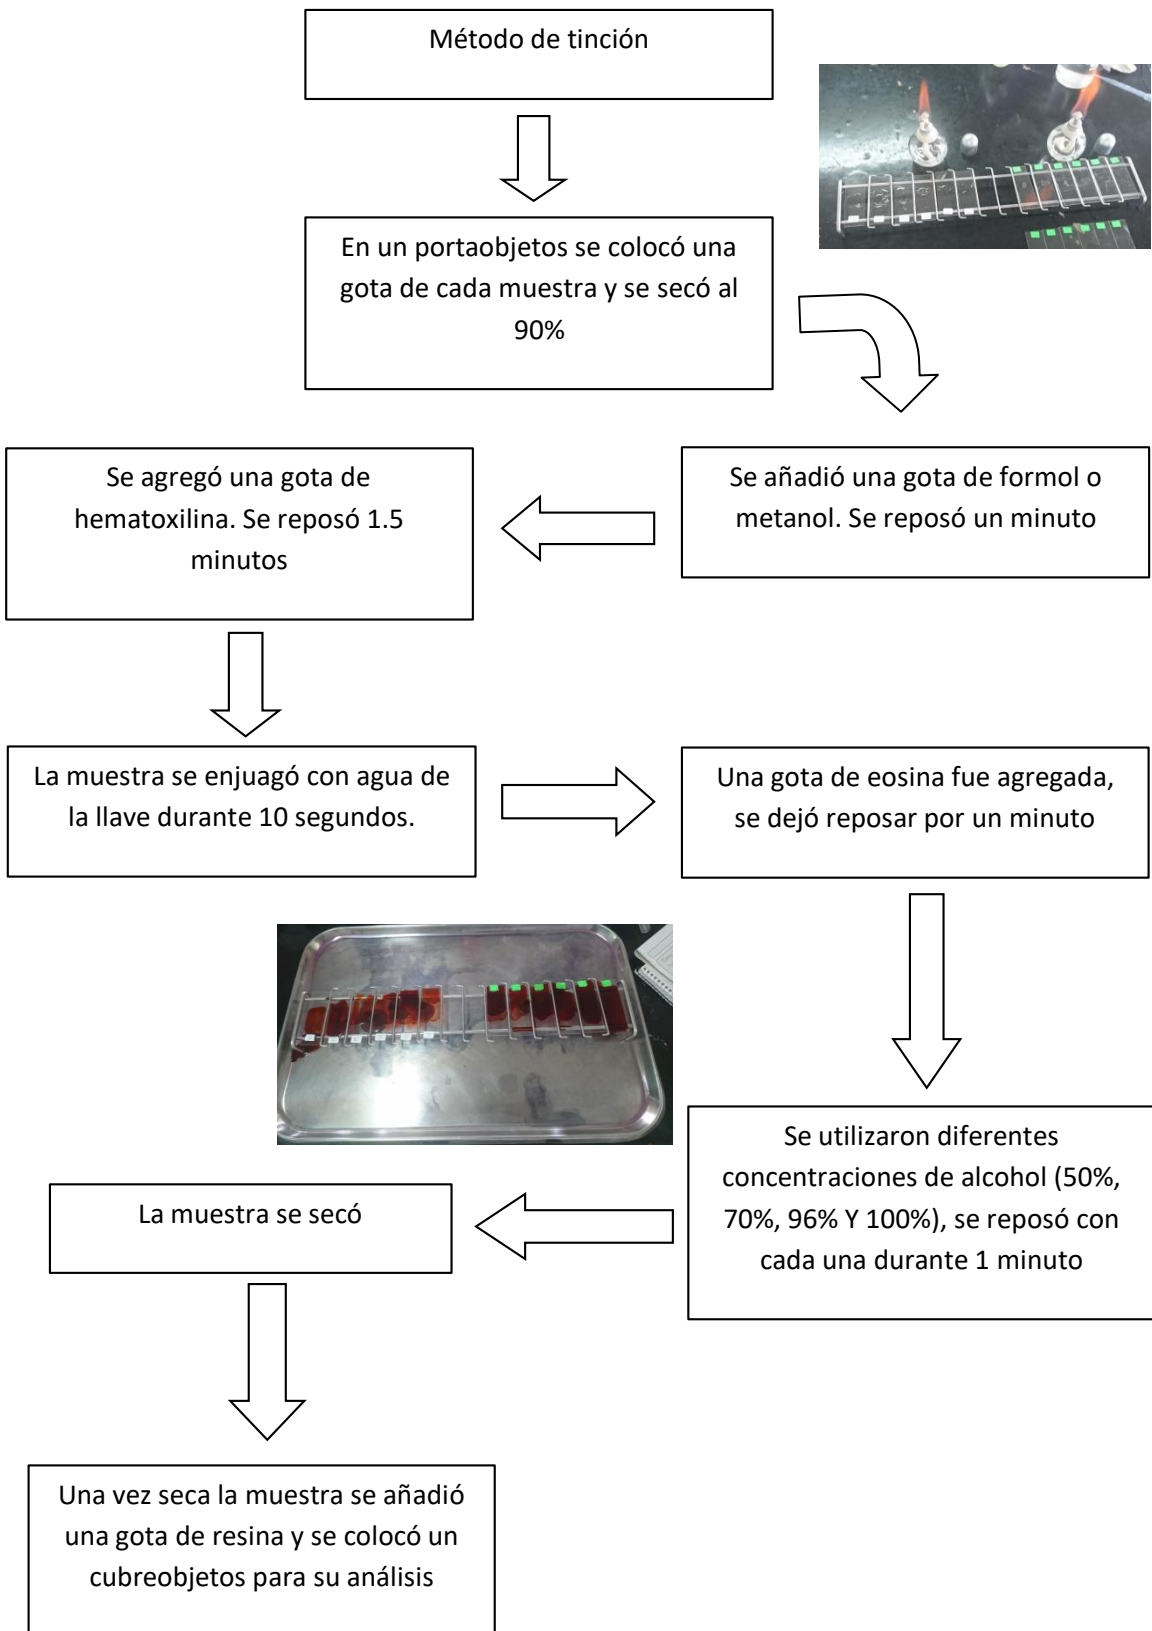 Método de tinción
En un portaobjetos se colocó una
gota de cada muestra y se secó al
90%
Se añadió una gota de formol o
metanol. Se reposó un minuto
Se agregó una gota de
hematoxilina. Se reposó 1.5
minutos
La muestra se enjuagó con agua de
la llave durante 10 segundos.
Una gota de eosina fue agregada,
se dejó reposar por un minuto
Se utilizaron diferentes
concentraciones de alcohol (50%,
70%, 96% Y 100%), se reposó con
cada una durante 1 minuto
La muestra se secó
Una vez seca la muestra se añadió
una gota de resina y se colocó un
cubreobjetos para su análisis